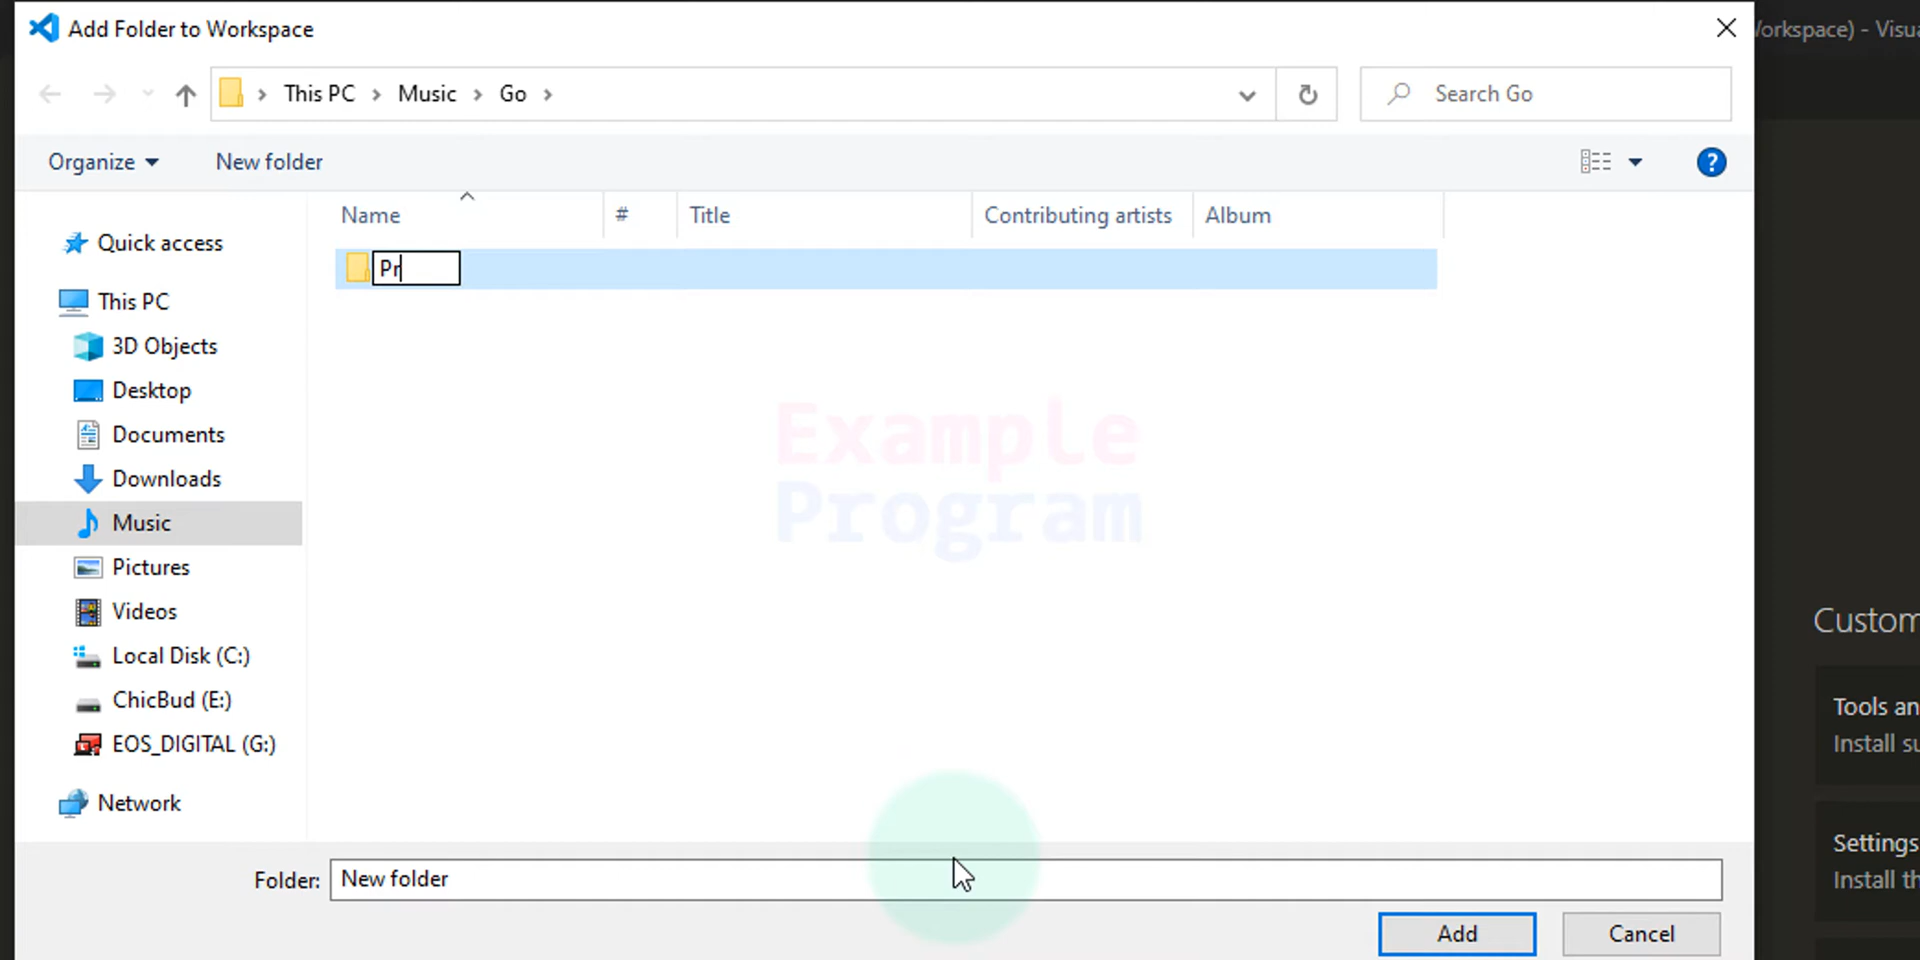 Add Folder to Workspace
Workspace) - Visua
This PC > Music > Go >
Search Go
Organize
New folder
?
Name
#
Title
Contributing artists
Album
Pr
Quick access
This PC
3D Objects
Desktop
Documents
Downloads
Music
Pictures
Videos
Local Disk (C:)
ChicBud (E:)
EOS_DIGITAL (G:)
Network
Example
Program
Custom
Tools an
Install su
Settings
Install th
Folder: New folder
Add
Cancel